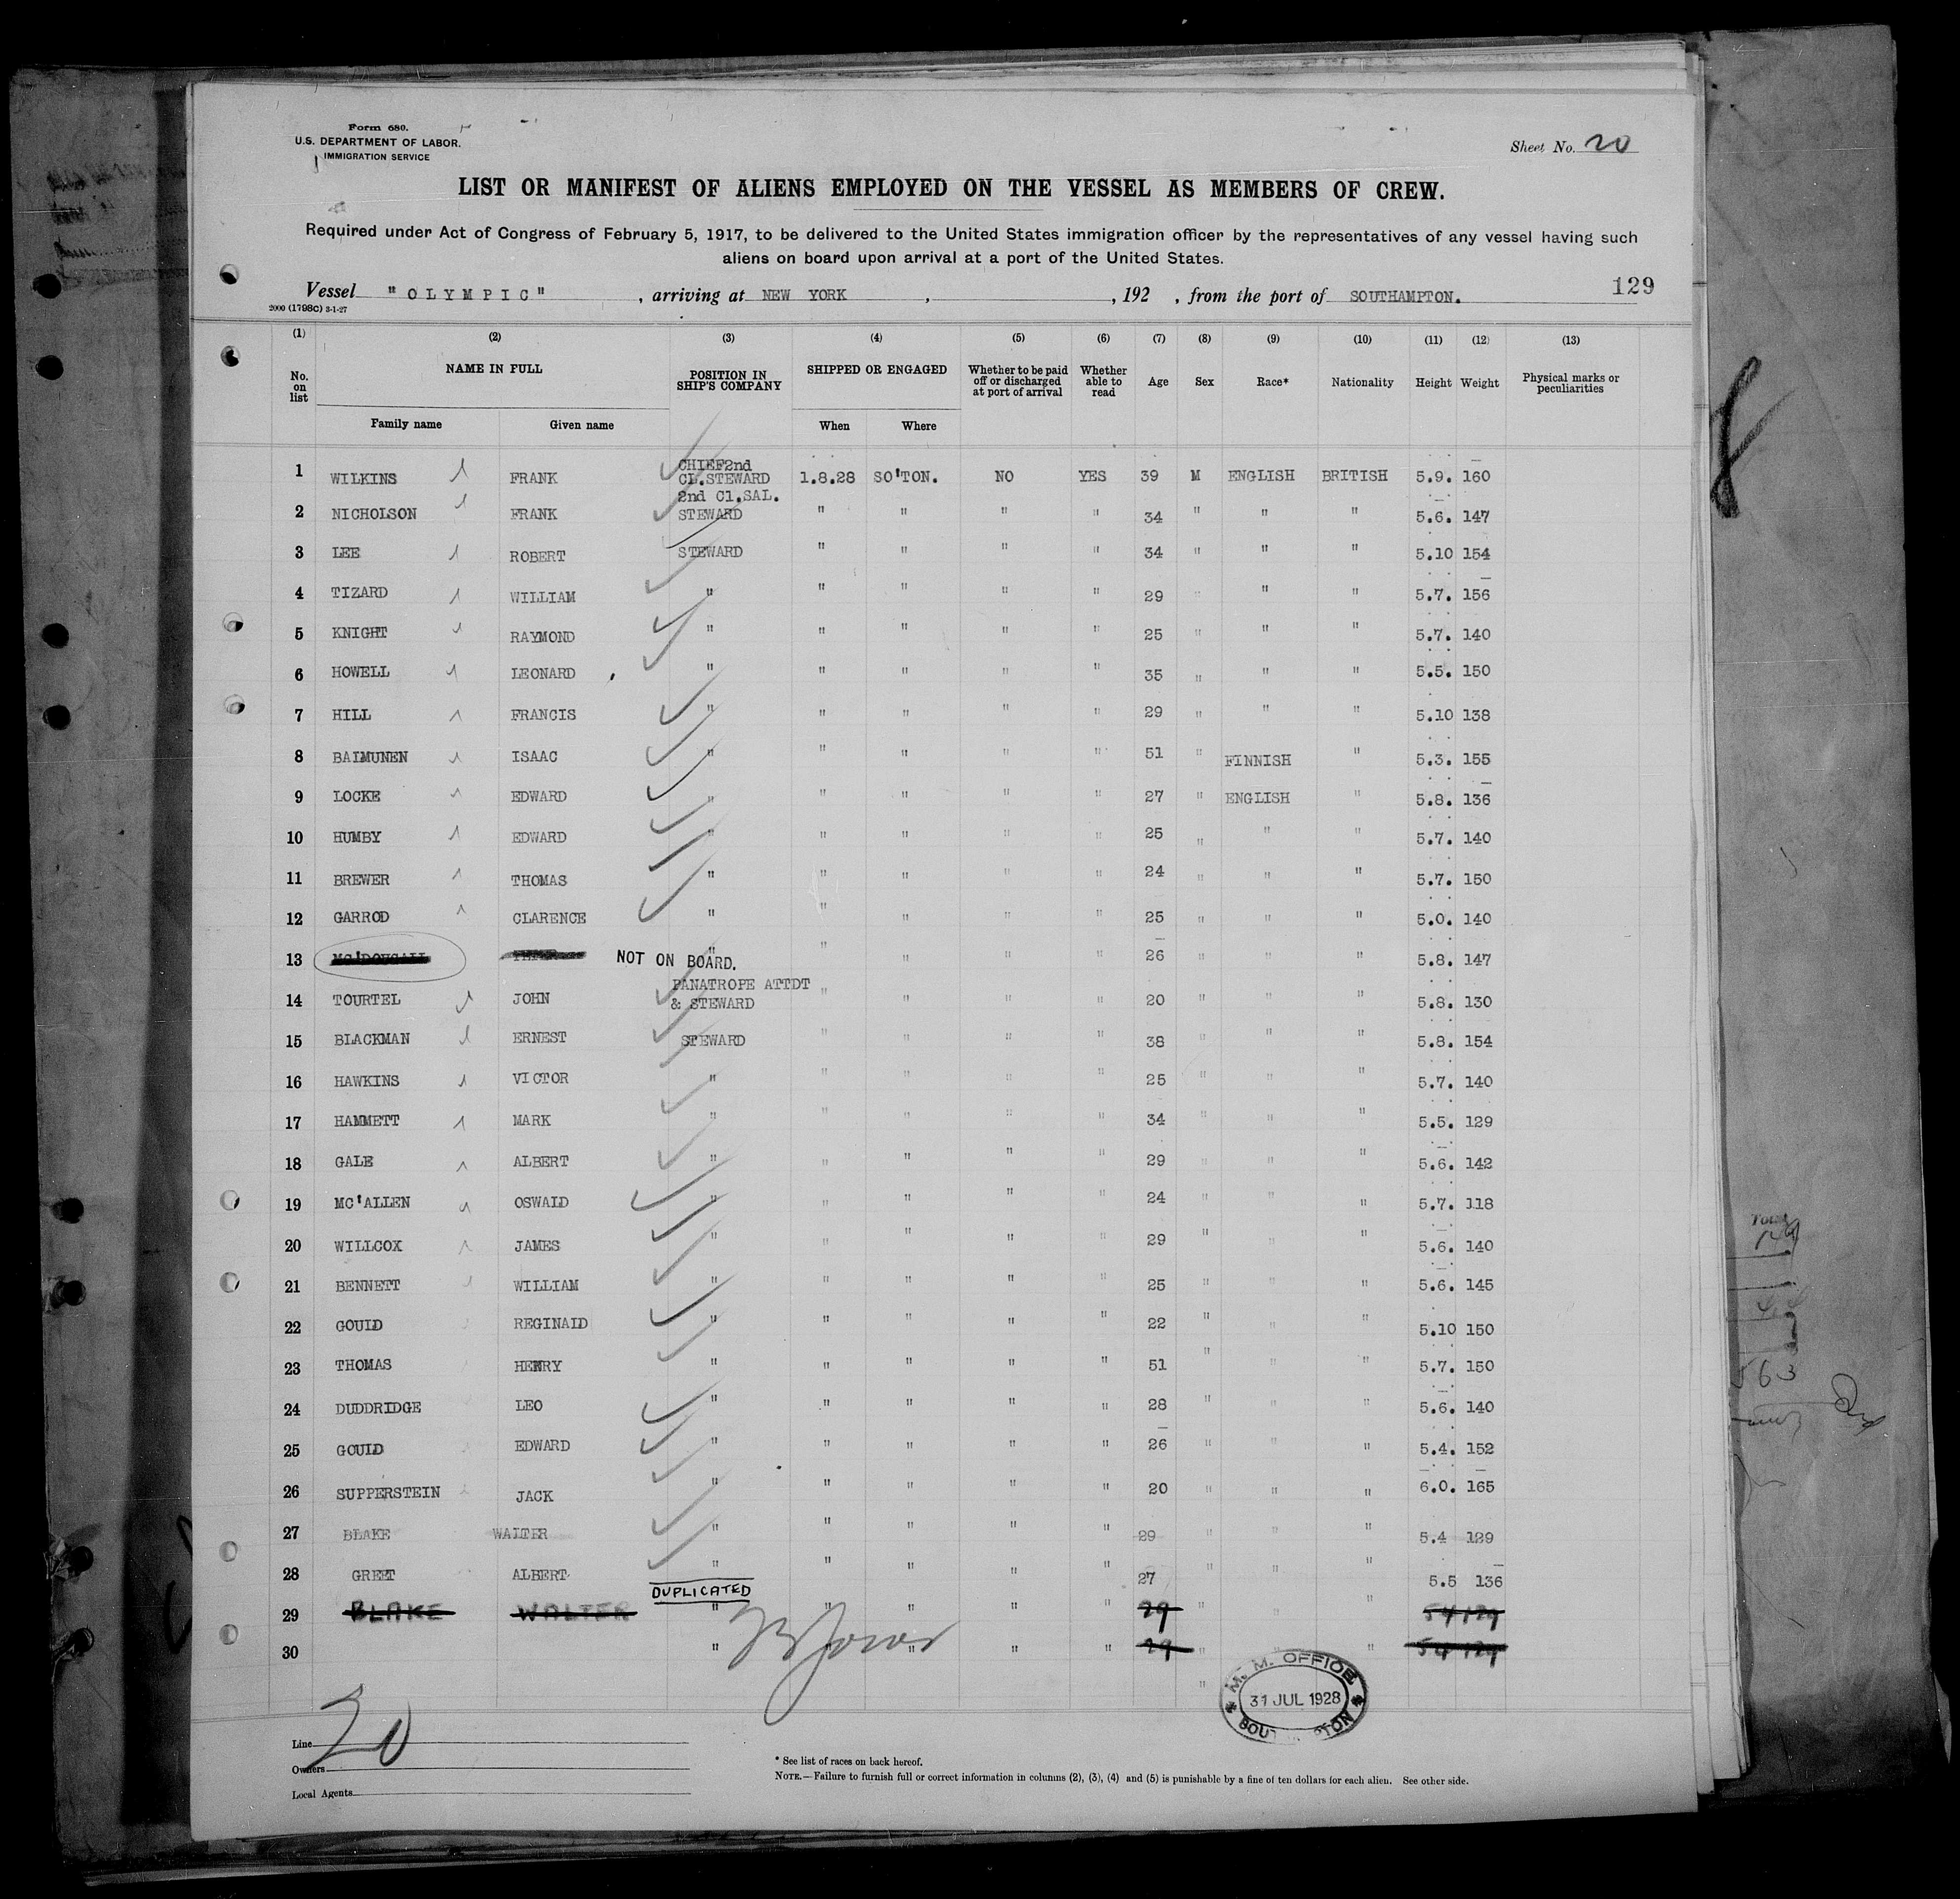 Form 680.
U.S. DEPARTMENT OF LABOR.
IMMIGRATION SERVICE
Sheet No. 20
LIST OR MANIFEST OF ALIENS EMPLOYED ON THE VESSEL AS MEMBERS OF CREW.
Required under Act of Congress of February 5, 1917, to be delivered to the United States immigration officer by the representatives of any vessel having such
aliens on board upon arrival at a port of the United States.
Vessel "OLYMPIC", arriving at NEW YORK, , 192 , from the port of SOUTHAMPTON. 129
2000 (1798c) 3-1-27
(1) (2) (3) (4) (5) (6) (7) (8) (9) (10) (11) (12) (13)
No. on list NAME IN FULL POSITION IN SHIP'S COMPANY SHIPPED OR ENGAGED Whether to be paid off or discharged at port of arrival Whether able to read Age Sex Race* Nationality Height Weight Physical marks or peculiarities
Family name Given name When Where
1 WILKINS FRANK CHIEF 2nd CL.STEWARD 1.8.28 SO'TON. NO YES 39 M ENGLISH BRITISH 5.9. 160
2 NICHOLSON FRANK 2nd Cl.SAL. STEWARD " " " " 34 " " " 5.6. 147
3 LEE ROBERT STEWARD " " " " 34 " " " 5.10 154
4 TIZARD WILLIAM " " " " " 29 " " " 5.7. 156
5 KNIGHT RAYMOND " " " " " 25 " " " 5.7. 140
6 HOWELL LEONARD " " " " " 35 " " " 5.5. 150
7 HILL FRANCIS " " " " " 29 " " " 5.10 138
8 BAIMUNEN ISAAC " " " " " 51 " FINNISH " 5.3. 155
9 LOCKE EDWARD " " " " " 27 " ENGLISH " 5.8. 136
10 HUMBY EDWARD " " " " " 25 " " " 5.7. 140
11 BREWER THOMAS " " " " " 24 " " " 5.7. 150
12 GARROD CLARENCE " " " " " 25 " " " 5.0. 140
13 MC'DOUGALL NOT ON BOARD. " " " " " 26 " " " 5.8. 147
14 TOURTEL JOHN PANATROPE ATTDT & STEWARD " " " " 20 " " " 5.8. 130
15 BLACKMAN ERNEST STEWARD " " " " 38 " " " 5.8. 154
16 HAWKINS VICTOR " " " " " 25 " " " 5.7. 140
17 HAMMETT MARK " " " " " 34 " " " 5.5. 129
18 GALE ALBERT " " " " " 29 " " " 5.6. 142
19 MC'ALLEN OSWALD " " " " " 24 " " " 5.7. 118
20 WILLCOX JAMES " " " " " 29 " " " 5.6. 140
21 BENNETT WILLIAM " " " " " 25 " " " 5.6. 145
22 GOULD REGINALD " " " " " 22 " " " 5.10 150
23 THOMAS HENRY " " " " " 51 " " " 5.7. 150
24 DUDDRIDGE LEO " " " " " 28 " " " 5.6. 140
25 GOULD EDWARD " " " " " 26 " " " 5.4. 152
26 SUPPERSTEIN JACK " " " " " 20 " " " 6.0. 165
27 BLAKE WALTER " " " " " 29 " " " 5.4 129
28 GREET ALBERT " " " " " 27 " " " 5.5 136
DUPLICATED
29 BLAKE WALTER " " " " " 29 " " " 54 129
30 " " " " " 29 " " " 54 129
"
M. M. OFFICE
31 JUL 1928
SOUTHAMPTON
20
Line
Owners
Local Agents
* See list of races on back hereof.
NOTE.—Failure to furnish full or correct information in columns (2), (3), (4) and (5) is punishable by a fine of ten dollars for each alien. See other side.
8
Total
563